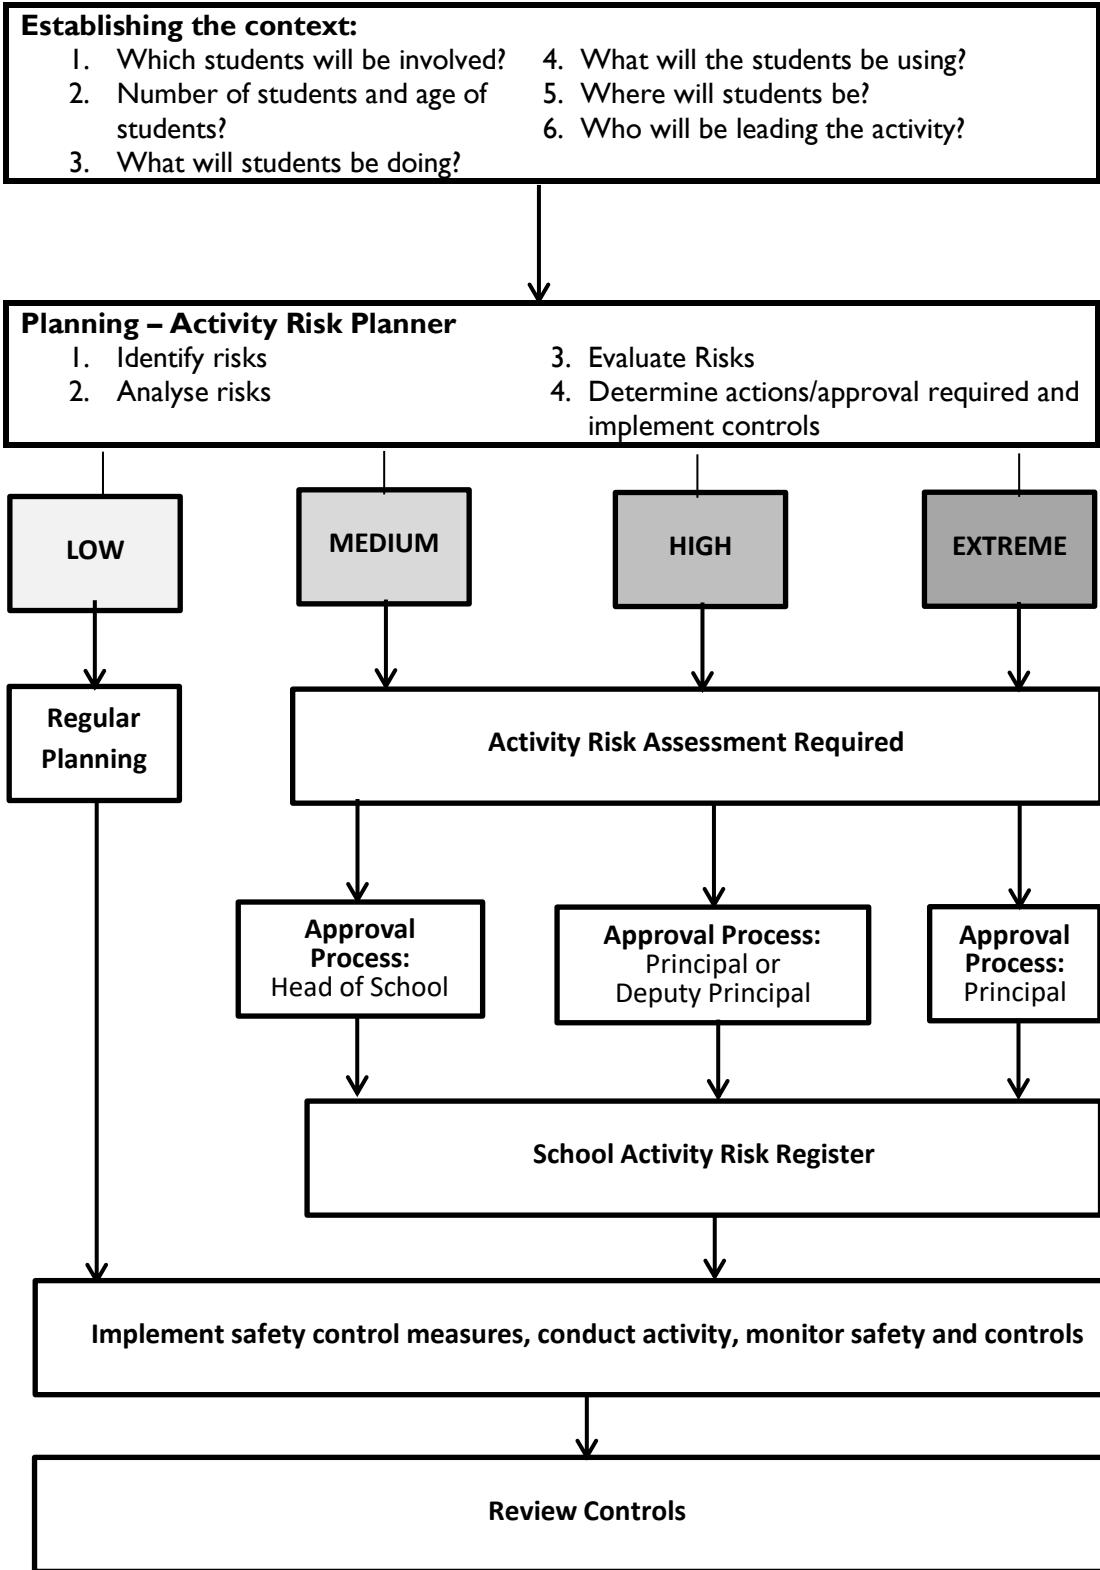 Establishing the context:
1. Which students will be involved?
2. Number of students and age of
students?
3. What will students be doing?
4. What will the students be using?
5. Where will students be?
6. Who will be leading the activity?
Planning – Activity Risk Planner
1. Identify risks
2. Analyse risks
3. Evaluate Risks
4. Determine actions/approval required and
implement controls
LOW
MEDIUM
HIGH
EXTREME
Regular
Planning
Activity Risk Assessment Required
Approval
Process:
Head of School
Approval Process:
Principal or
Deputy Principal
Approval
Process:
Principal
School Activity Risk Register
Implement safety control measures, conduct activity, monitor safety and controls
Review Controls